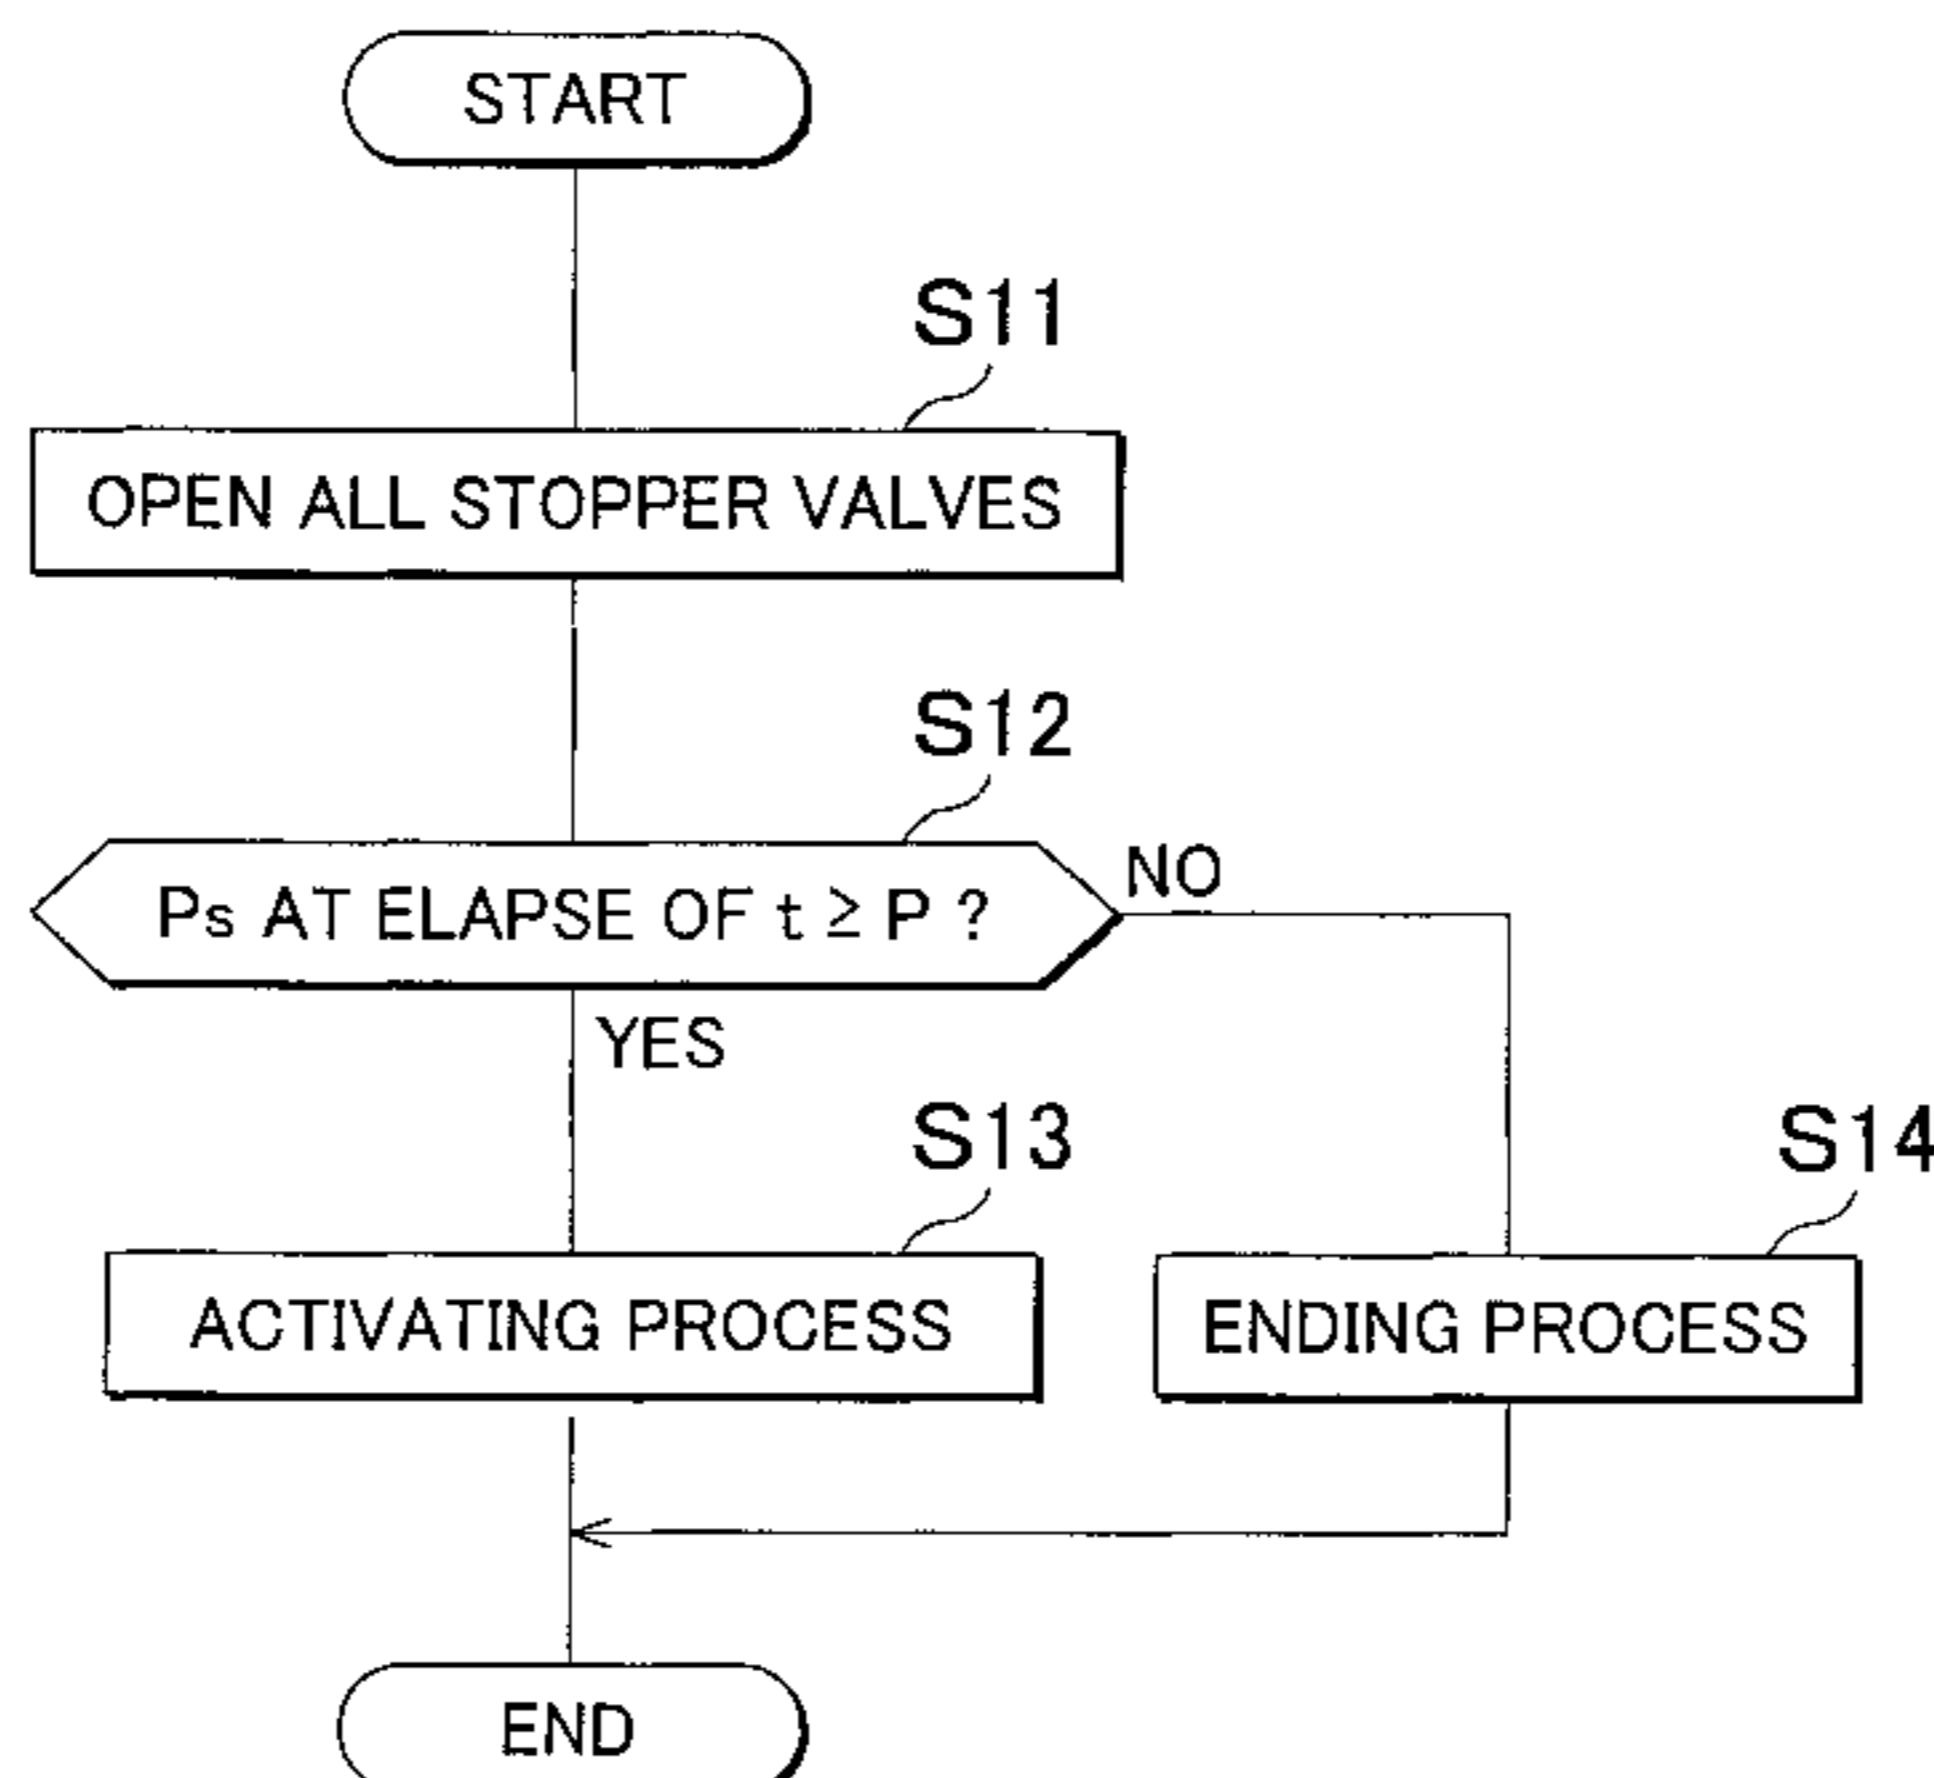 START
S11
OPEN ALL STOPPER VALVES
S12
Ps AT ELAPSE OF t ≥ P ?
NO
YES
S13
S14
ACTIVATING PROCESS
ENDING PROCESS
END